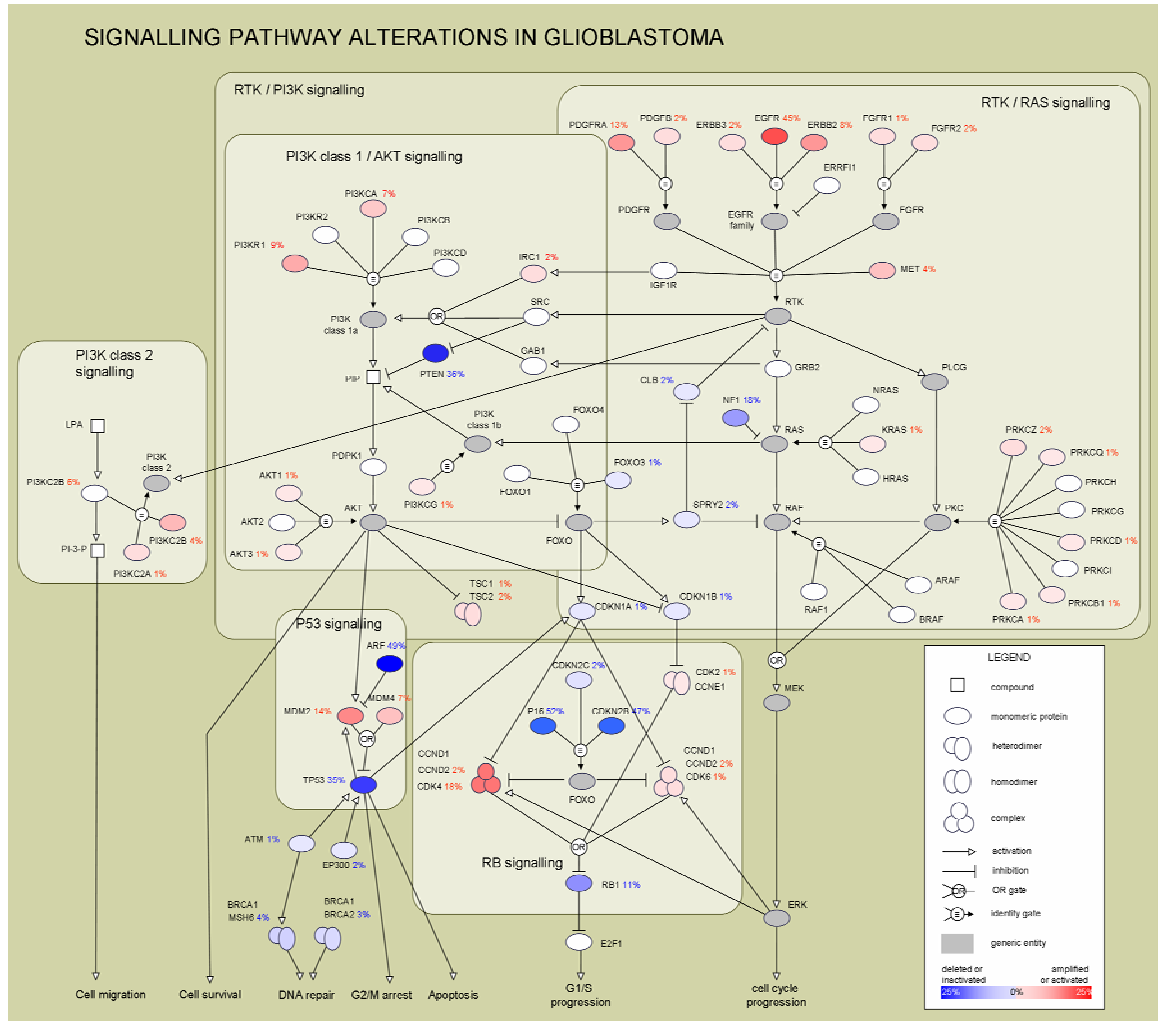 SIGNALLING PATHWAY ALTERATIONS IN GLIOBLASTOMA
RTK / PI3K signalling
RTK / RAS signalling
PI3K class 1 / AKT signalling
PDGFRA 13%
PDGFB 2%
ERBB3 2%
EGFR 45%
ERBB2 8%
FGFR1 1%
FGFR2 2%
ERRFI1
PDGFR
EGFR
family
FGFR
PI3KCA 7%
PI3KR2
PI3KCB
PI3KR1 9%
PI3KCD
IRC1 2%
IGF1R
MET 4%
PI3K
class 1a
OR
SRC
RTK
PTEN 36%
GAB1
GRB2
PLCG
PI3K class 2
signalling
PIP
CLB 2%
NF1 18%
NRAS
LPA
PI3K
class 1b
FOXO4
RAS
KRAS 1%
PRKCZ 2%
PRKCQ 1%
PI3K
class 2
PDPK1
FOXO3 1%
HRAS
PRKCH
PI3KC2B 6%
AKT1 1%
PI3KCG 1%
FOXO1
SPRY2 2%
PRKCG
AKT2
AKT
RAF
PKC
PI3KC2B 4%
PI-3-P
AKT3 1%
FOXO
PRKCD 1%
PI3KC2A 1%
PRKCI
ARAF
RAF1
BRAF
PRKCB1 1%
PRKCA 1%
TSC1 1%
TSC2 2%
CDKN1A 1%
CDKN1B 1%
P53 signalling
ARF 49%
MDM4 7%
MDM2 14%
OR
TP53 35%
CDKN2C 2%
CDK2 1%
CCNE1
P16 52%
CDKN2B 47%
OR
MEK
CCND1
CCND2 2%
CDK4 18%
FOXO
CCND1
CCND2 2%
CDK6 1%
ATM 1%
EP300 2%
OR
RB signalling
RB1 11%
BRCA1
MSH6 4%
BRCA1
BRCA2 3%
E2F1
ERK
Cell migration
Cell survival
DNA repair
G2/M arrest
Apoptosis
G1/S
progression
cell cycle
progression
LEGEND
compound
monomeric protein
heterodimer
homodimer
complex
activation
inhibition
OR
OR gate
identity gate
generic entity
deleted or
inactivated
amplified
or activated
25%
0%
25%